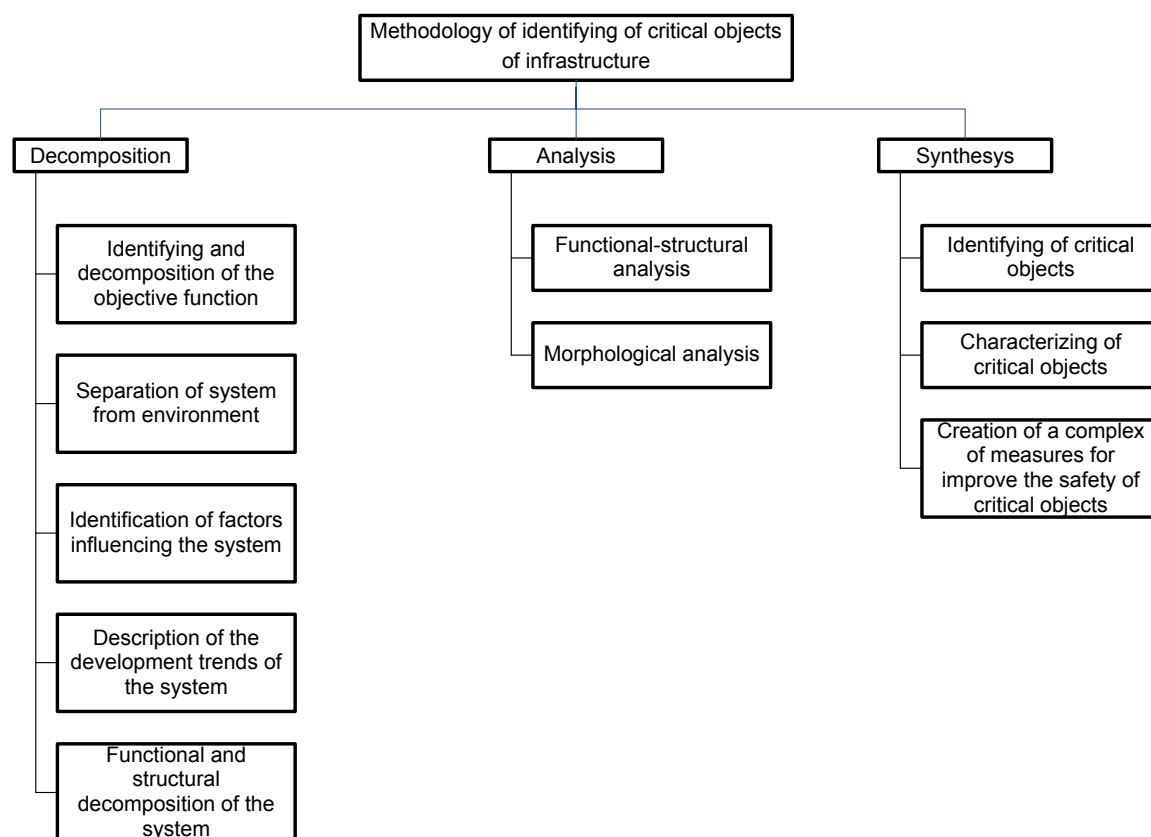 Methodology of identifying of critical objects
of infrastructure
Decomposition
Analysis
Synthesys
Identifying and
decomposition of the
objective function
Separation of system
from environment
Identification of factors
influencing the system
Description of the
development trends of
the system
Functional and
structural
decomposition of the
system
Functional-structural
analysis
Morphological analysis
Identifying of critical
objects
Characterizing of
critical objects
Creation of a complex
of measures for
improve the safety of
critical objects